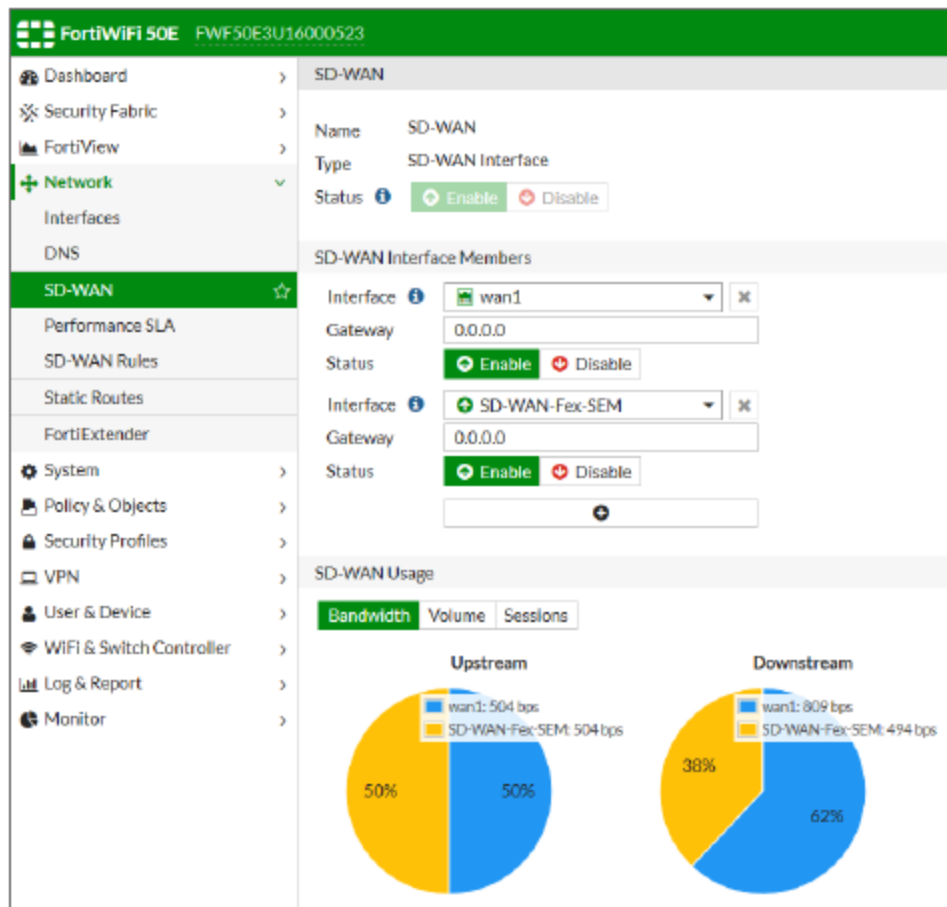 FortiWiFi 50E FWF50E3U16000523
Dashboard
Security Fabric
FortiView
Network
Interfaces
DNS
SD-WAN
Performance SLA
SD-WAN Rules
Static Routes
FortiExtender
System
Policy & Objects
Security Profiles
VPN
User & Device
WiFi & Switch Controller
Log & Report
Monitor
SD-WAN
Name SD-WAN
Type SD-WAN Interface
Status Enable Disable
SD-WAN Interface Members
Interface wan1
Gateway 0.0.0.0
Status Enable Disable
Interface SD-WAN-Fex-SEM
Gateway 0.0.0.0
Status Enable Disable
SD-WAN Usage
Bandwidth Volume Sessions
Upstream
wan1: 504 bps
SD-WAN-Fex-SEM: 504 bps
50% 50%
Downstream
wan1: 809 bps
SD-WAN-Fex-SEM: 494 bps
38%
62%